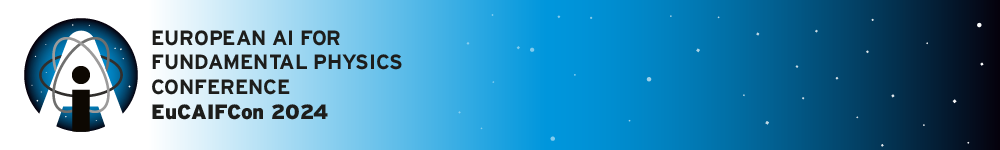 EUROPEAN AI FOR
FUNDAMENTAL PHYSICS
CONFERENCE
EuCAIFCon 2024